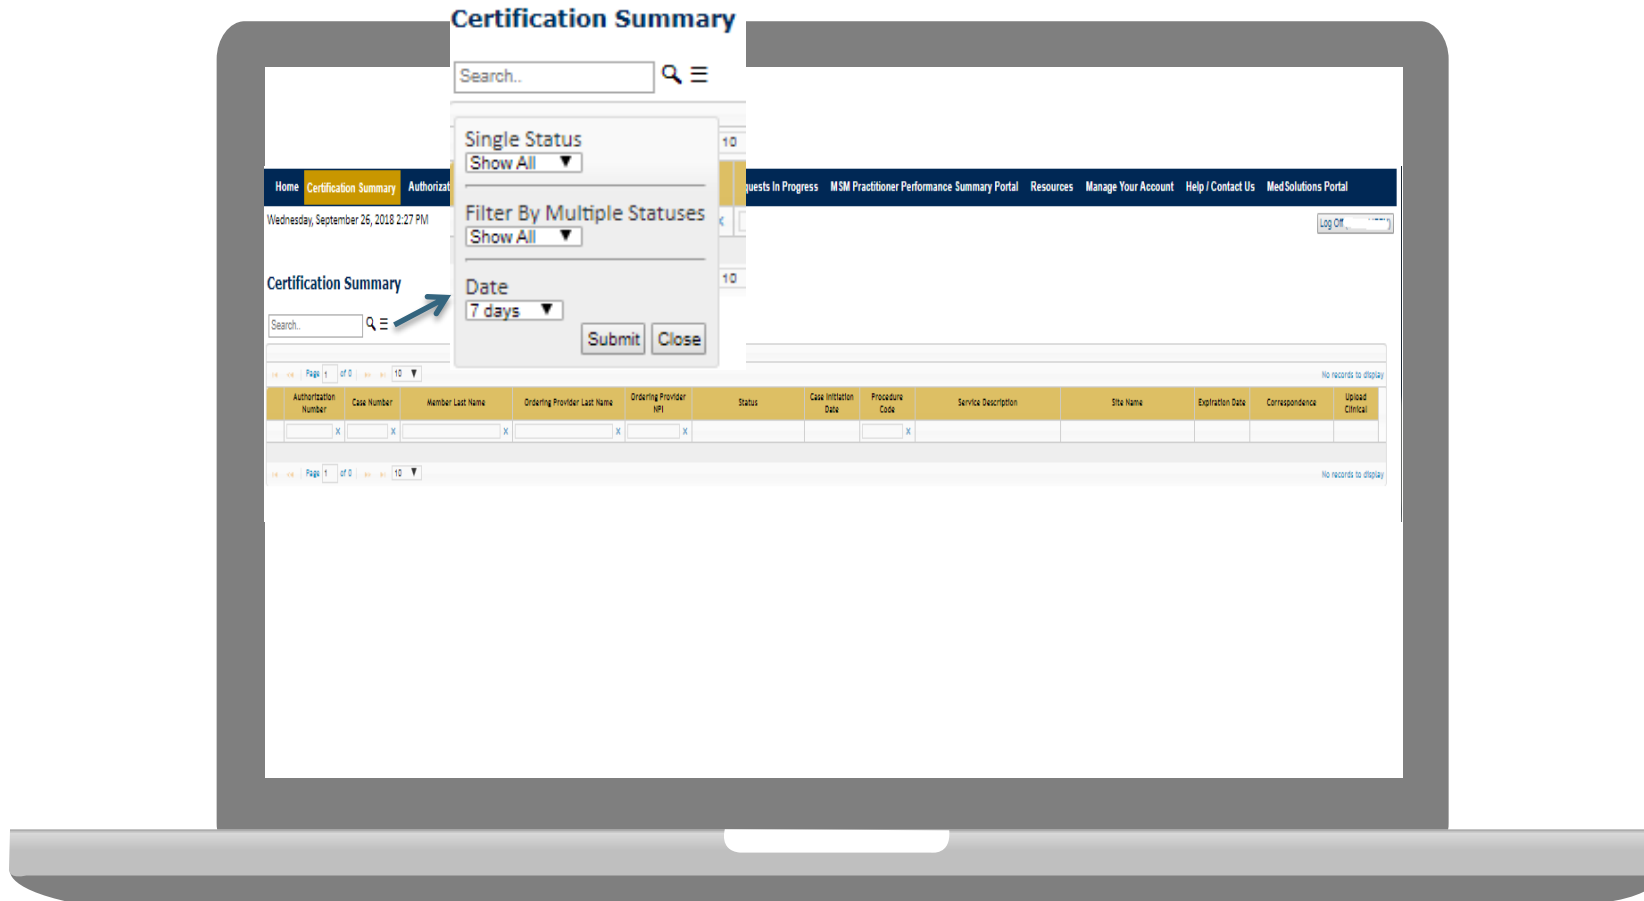 Certification Summary
Search..
Single Status
Show All
Filter By Multiple Statuses
Show All
Date
7 days
Submit Close
10
10
x
Home Certification Summary Authorizat quests In Progress MSM Practitioner Performance Summary Portal Resources Manage Your Account Help / Contact Us MedSolutions Portal
Wednesday, September 26, 2018 2:27 PM
Log Off
Certification Summary
Search..
Page 1 of 0 10 No records to display
Authorization Number Case Number Member Last Name Ordering Provider Last Name Ordering Provider NPI Status Case Initiation Date Procedure Code Service Description Site Name Expiration Date Correspondence Upload Clinical
x x x x x x
Page 1 of 0 10 No records to display